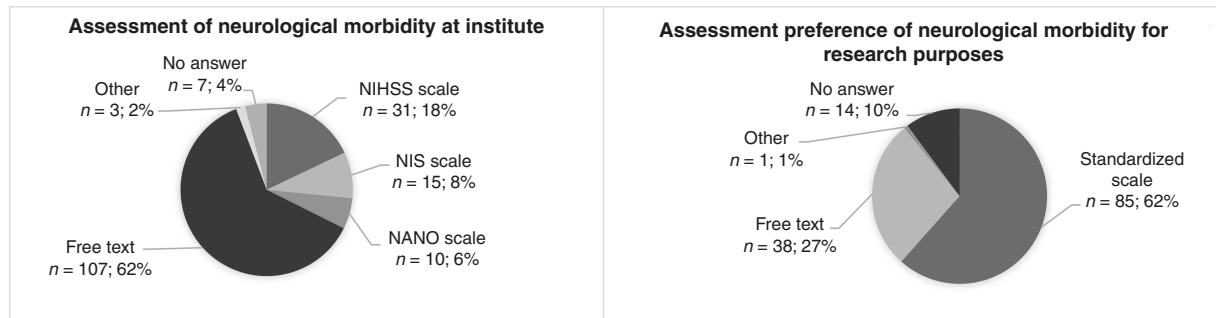 Assessment of neurological morbidity at institute
No answer
n = 7; 4%
Other
n = 3; 2%
NIHSS scale
n = 31; 18%
NIS scale
n = 15; 8%
NANO scale
n = 10; 6%
Free text
n = 107; 62%
Assessment preference of neurological morbidity for
research purposes
No answer
n = 14; 10%
Other
n = 1; 1%
Standardized
scale
n = 85; 62%
Free text
n = 38; 27%